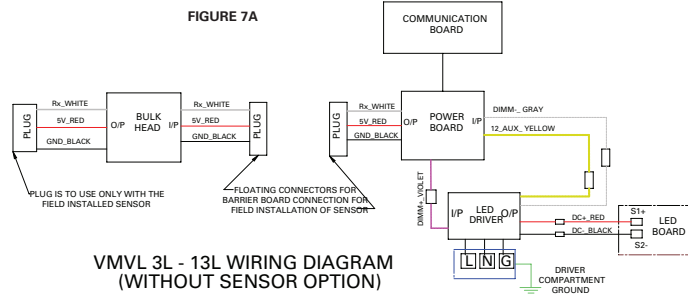 FIGURE 7A
COMMUNICATION
BOARD
Rx_WHITE
5V_RED
GND_BLACK
PLUG
O/P
BULK
HEAD
I/P
Rx_WHITE
5V_RED
GND_BLACK
PLUG
PLUG
Rx_WHITE
5V_RED
GND_BLACK
O/P
POWER
BOARD
I/P
DIMM-_ GRAY
12_AUX_ YELLOW
PLUG IS TO USE ONLY WITH THE
FIELD INSTALLED SENSOR
FLOATING CONNECTORS FOR
BARRIER BOARD CONNECTION FOR
FIELD INSTALLATION OF SENSOR
DIMM+_VIOLET
I/P
LED
DRIVER
O/P
DC+_RED
DC-_BLACK
S1+
S2-
LED
BOARD
L N G
DRIVER
COMPARTMENT
GROUND
VMVL 3L - 13L WIRING DIAGRAM
(WITHOUT SENSOR OPTION)